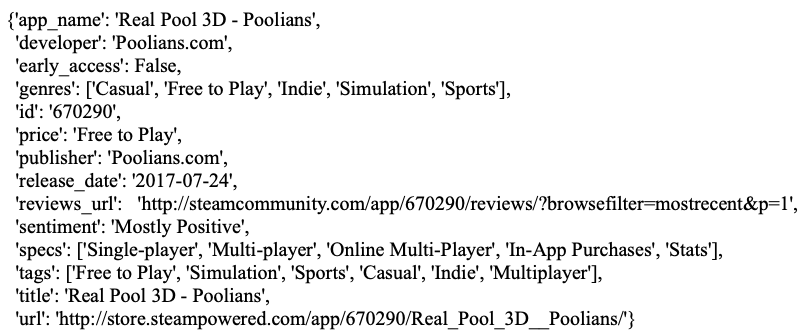 {'app_name': 'Real Pool 3D - Poolians',
'developer': 'Poolians.com',
'early_access': False,
'genres': ['Casual', 'Free to Play', 'Indie', 'Simulation', 'Sports'],
'id': '670290',
'price': 'Free to Play',
'publisher': 'Poolians.com',
'release_date': '2017-07-24',
'reviews_url':   'http://steamcommunity.com/app/670290/reviews/?browsefilter=mostrecent&p=1',
'sentiment': 'Mostly Positive',
'specs': ['Single-player', 'Multi-player', 'Online Multi-Player', 'In-App Purchases', 'Stats'],
'tags': ['Free to Play', 'Simulation', 'Sports', 'Casual', 'Indie', 'Multiplayer'],
'title': 'Real Pool 3D - Poolians',
'url': 'http://store.steampowered.com/app/670290/Real_Pool_3D__Poolians/'}